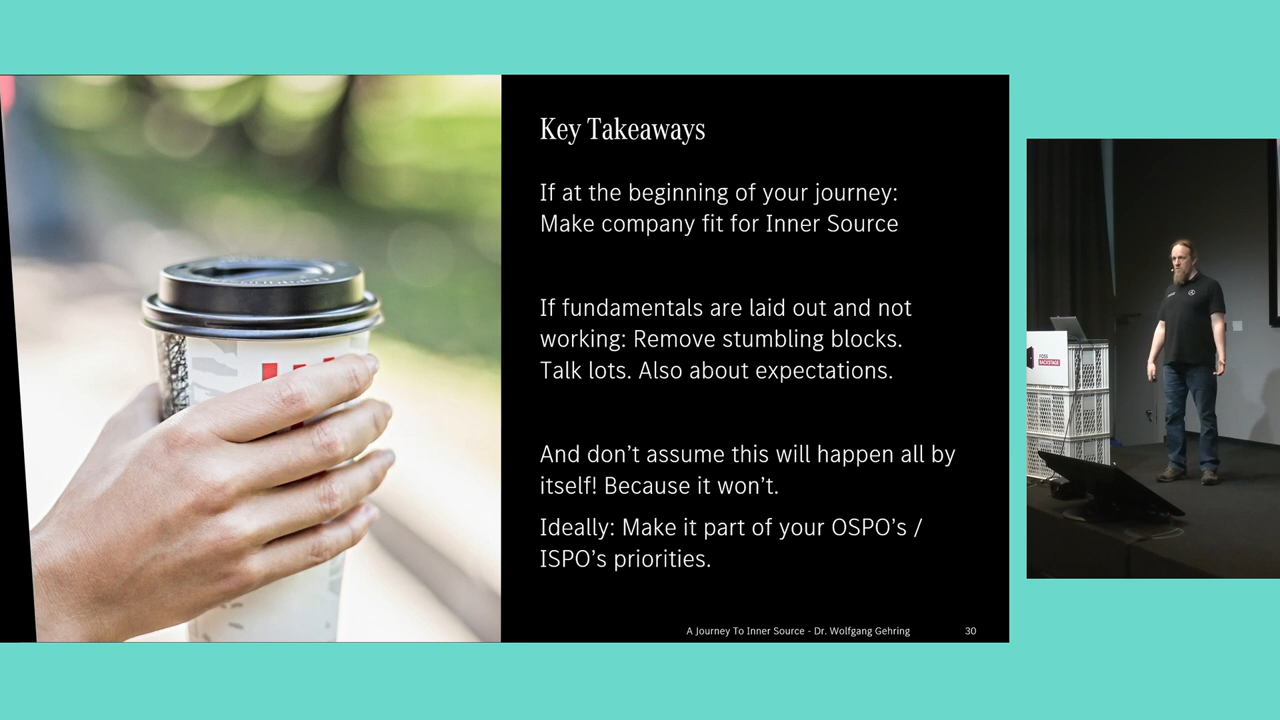 Key Takeaways
If at the beginning of your journey:
Make company fit for Inner Source
If fundamentals are laid out and not
working: Remove stumbling blocks.
Talk lots. Also about expectations.
And don’t assume this will happen all by
itself! Because it won’t.
Ideally: Make it part of your OSPO’s /
ISPO’s priorities.
A Journey To Inner Source - Dr. Wolfgang Gehring
30
FOSS
BACKSTAGE